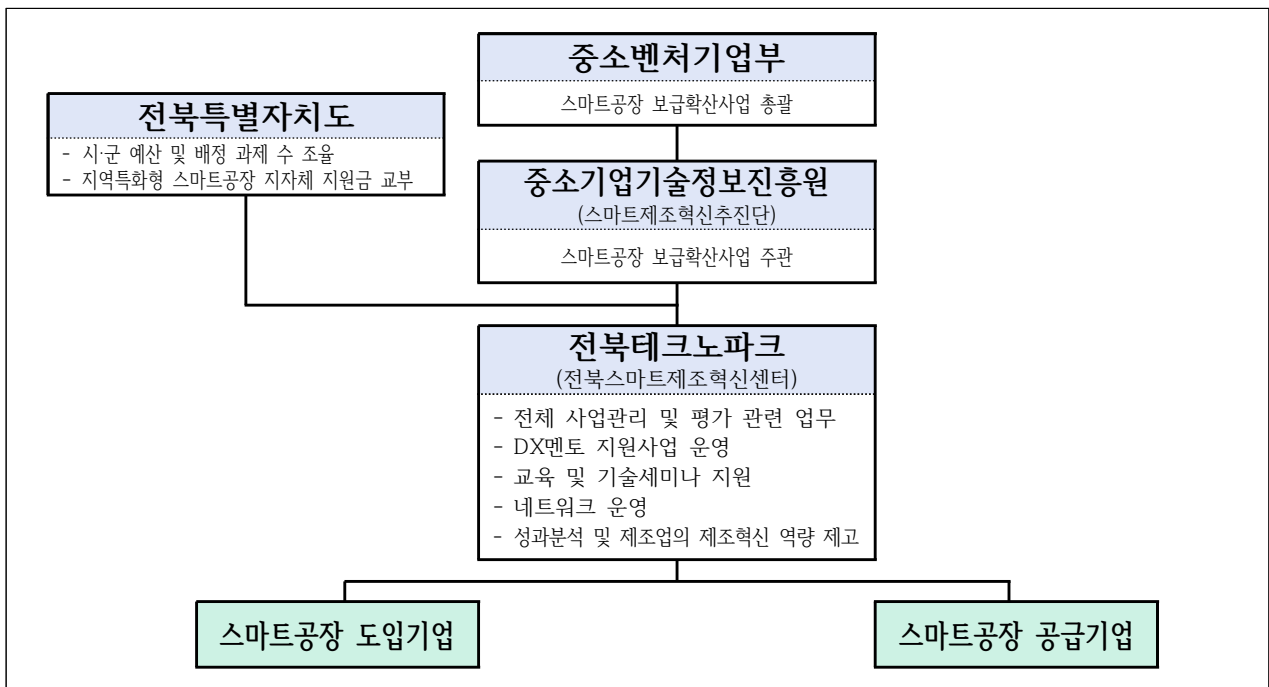 중소벤처기업부
스마트공장 보급확산사업 총괄
전북특별자치도
- 시·군 예산 및 배정 과제 수 조율
- 지역특화형 스마트공장 지자체 지원금 교부
중소기업기술정보진흥원
(스마트제조혁신추진단)
스마트공장 보급확산사업 주관
전북테크노파크
(전북스마트제조혁신센터)
- 전체 사업관리 및 평가 관련 업무
- DX멘토 지원사업 운영
- 교육 및 기술세미나 지원
- 네트워크 운영
- 성과분석 및 제조업의 제조혁신 역량 제고
스마트공장 도입기업
스마트공장 공급기업